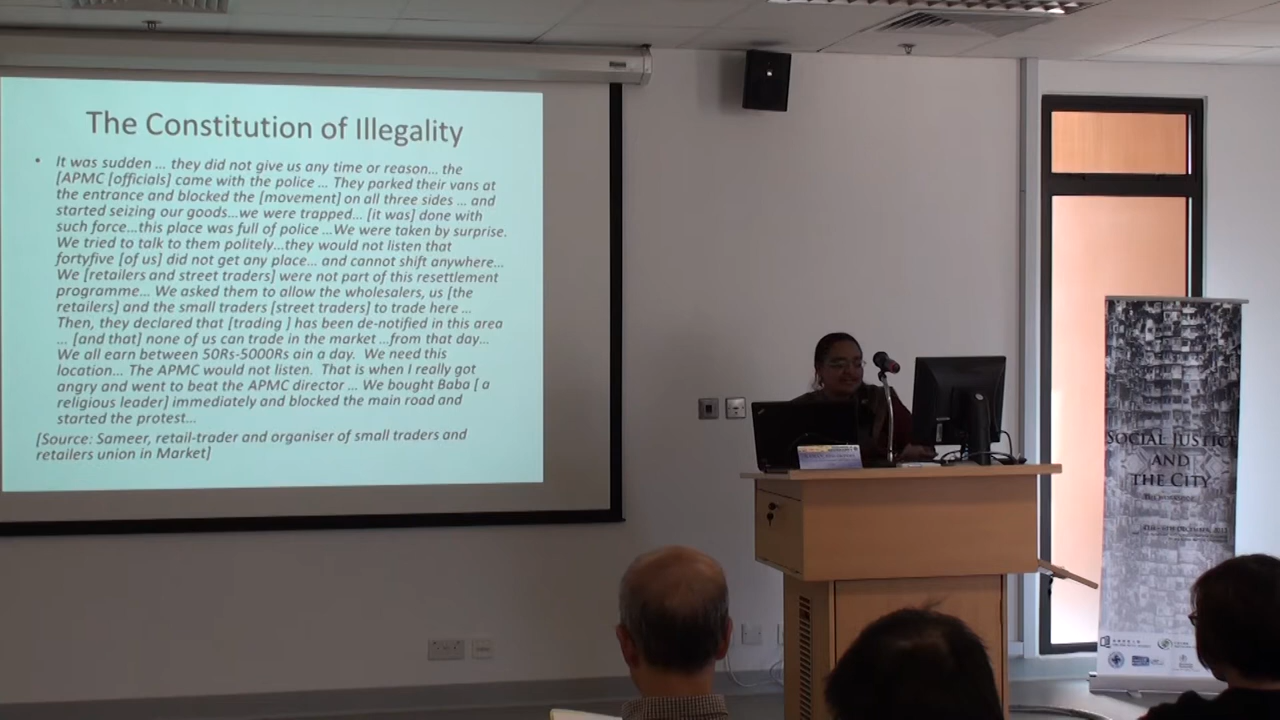 The Constitution of Illegality
• It was sudden ... they did not give us any time or reason... the
[APMC [officials] came with the police ... They parked their vans at
the entrance and blocked the [movement] on all three sides ... and
started seizing our goods...we were trapped... [it was] done with
such force...this place was full of police ...We were taken by surprise.
We tried to talk to them politely...they would not listen that
fortyfive [of us] did not get any place... and cannot shift anywhere...
We [retailers and street traders] were not part of this resettlement
programme... We asked them to allow the wholesalers, us [the
retailers] and the small traders [street traders] to trade here ...
Then, they declared that [trading ] has been de-notified in this area
... [and that] none of us can trade in the market ...from that day...
We all earn between 50Rs-5000Rs ain a day.  We need this
location... The APMC would not listen.  That is when I really got
angry and went to beat the APMC director ... We bought Baba [ a
religious leader] immediately and blocked the main road and
started the protest...
[Source: Sameer, retail-trader and organiser of small traders and
retailers union in Market]
SOCIAL JUSTICE
AND
THE CITY